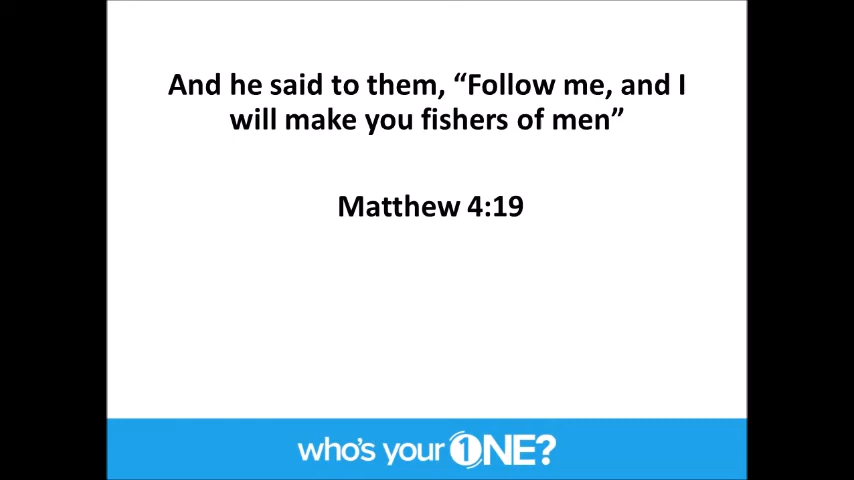 And he said to them, “Follow me, and I
will make you fishers of men”
Matthew 4:19
who's your ONE?